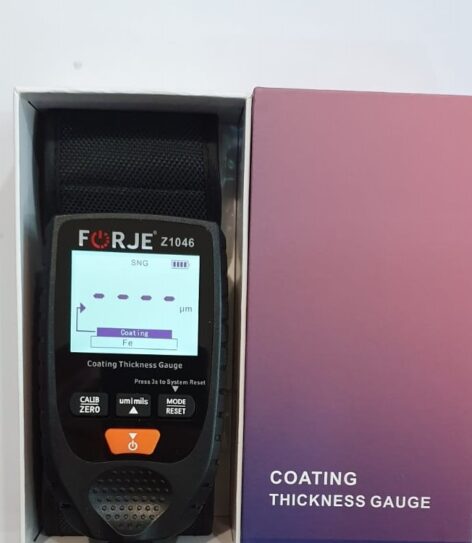 FORJE® Z1046
SNG
- - - -
µm
Coating
Fe
Coating Thickness Gauge
Press 3s to System Reset
CALIB
ZERO
um|mils
MODE
RESET
COATING
THICKNESS GAUGE